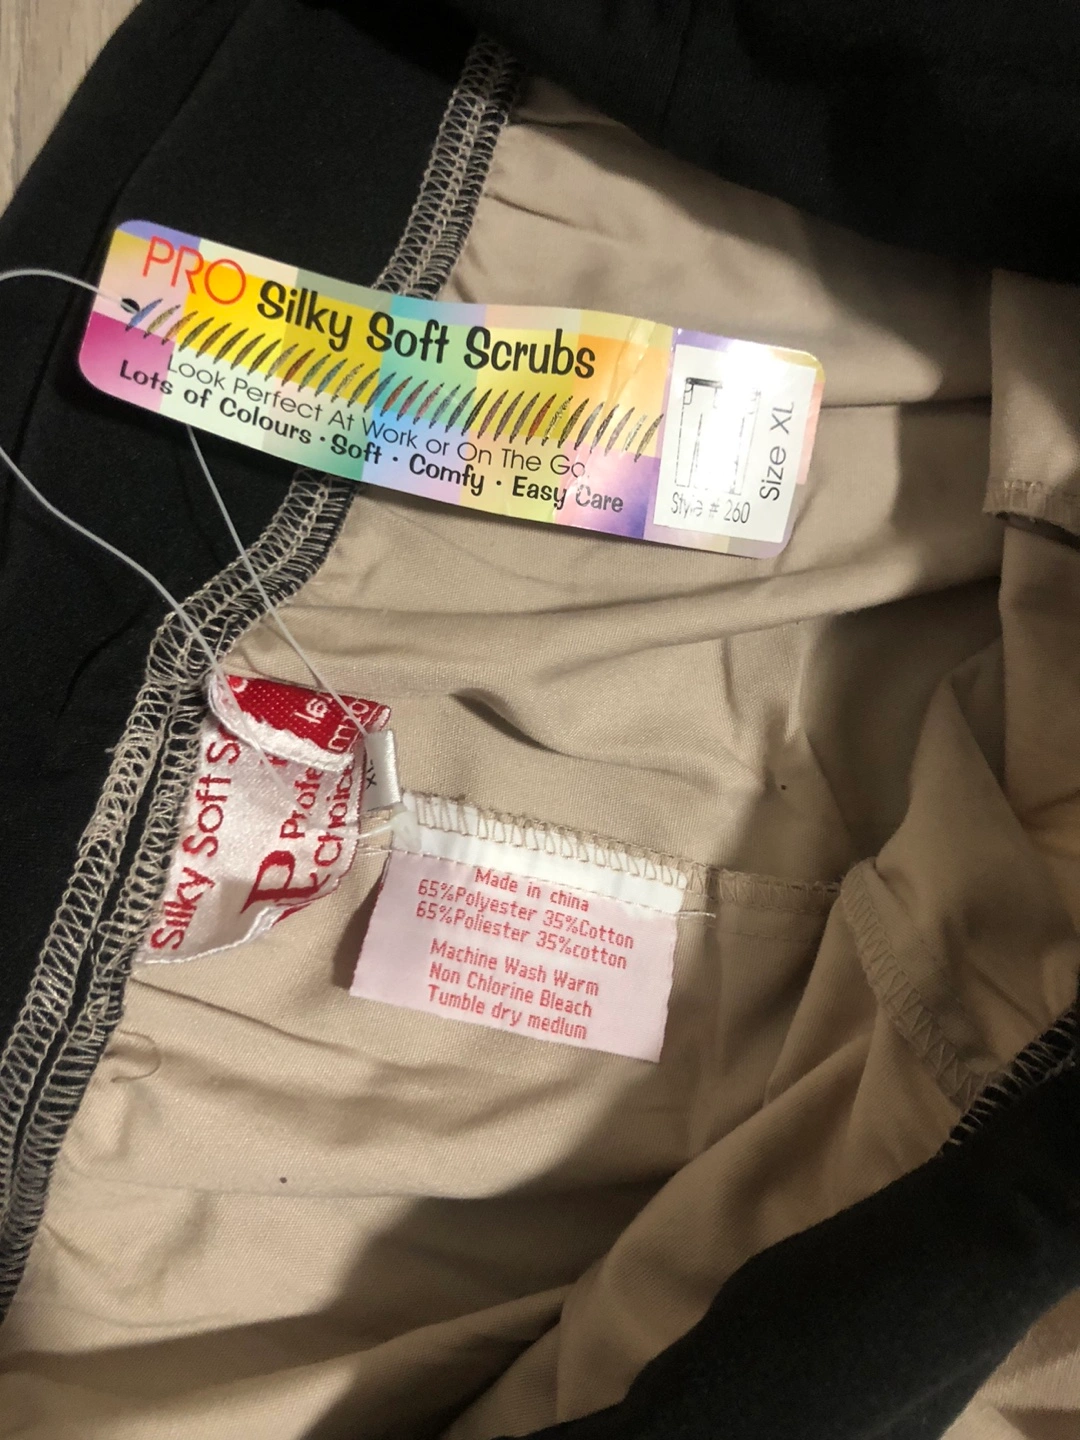 PRO Silky Soft Scrubs
Look Perfect At Work or On The Go.
Lots of Colours · Soft · Comfy · Easy Care
Style # 260
Size XL
Silky Soft
P
Choice
XL
Made in china
65%Polyester 35%Cotton
65%Poliester 35%cotton
Machine Wash Warm
Non Chlorine Bleach
Tumble dry medium